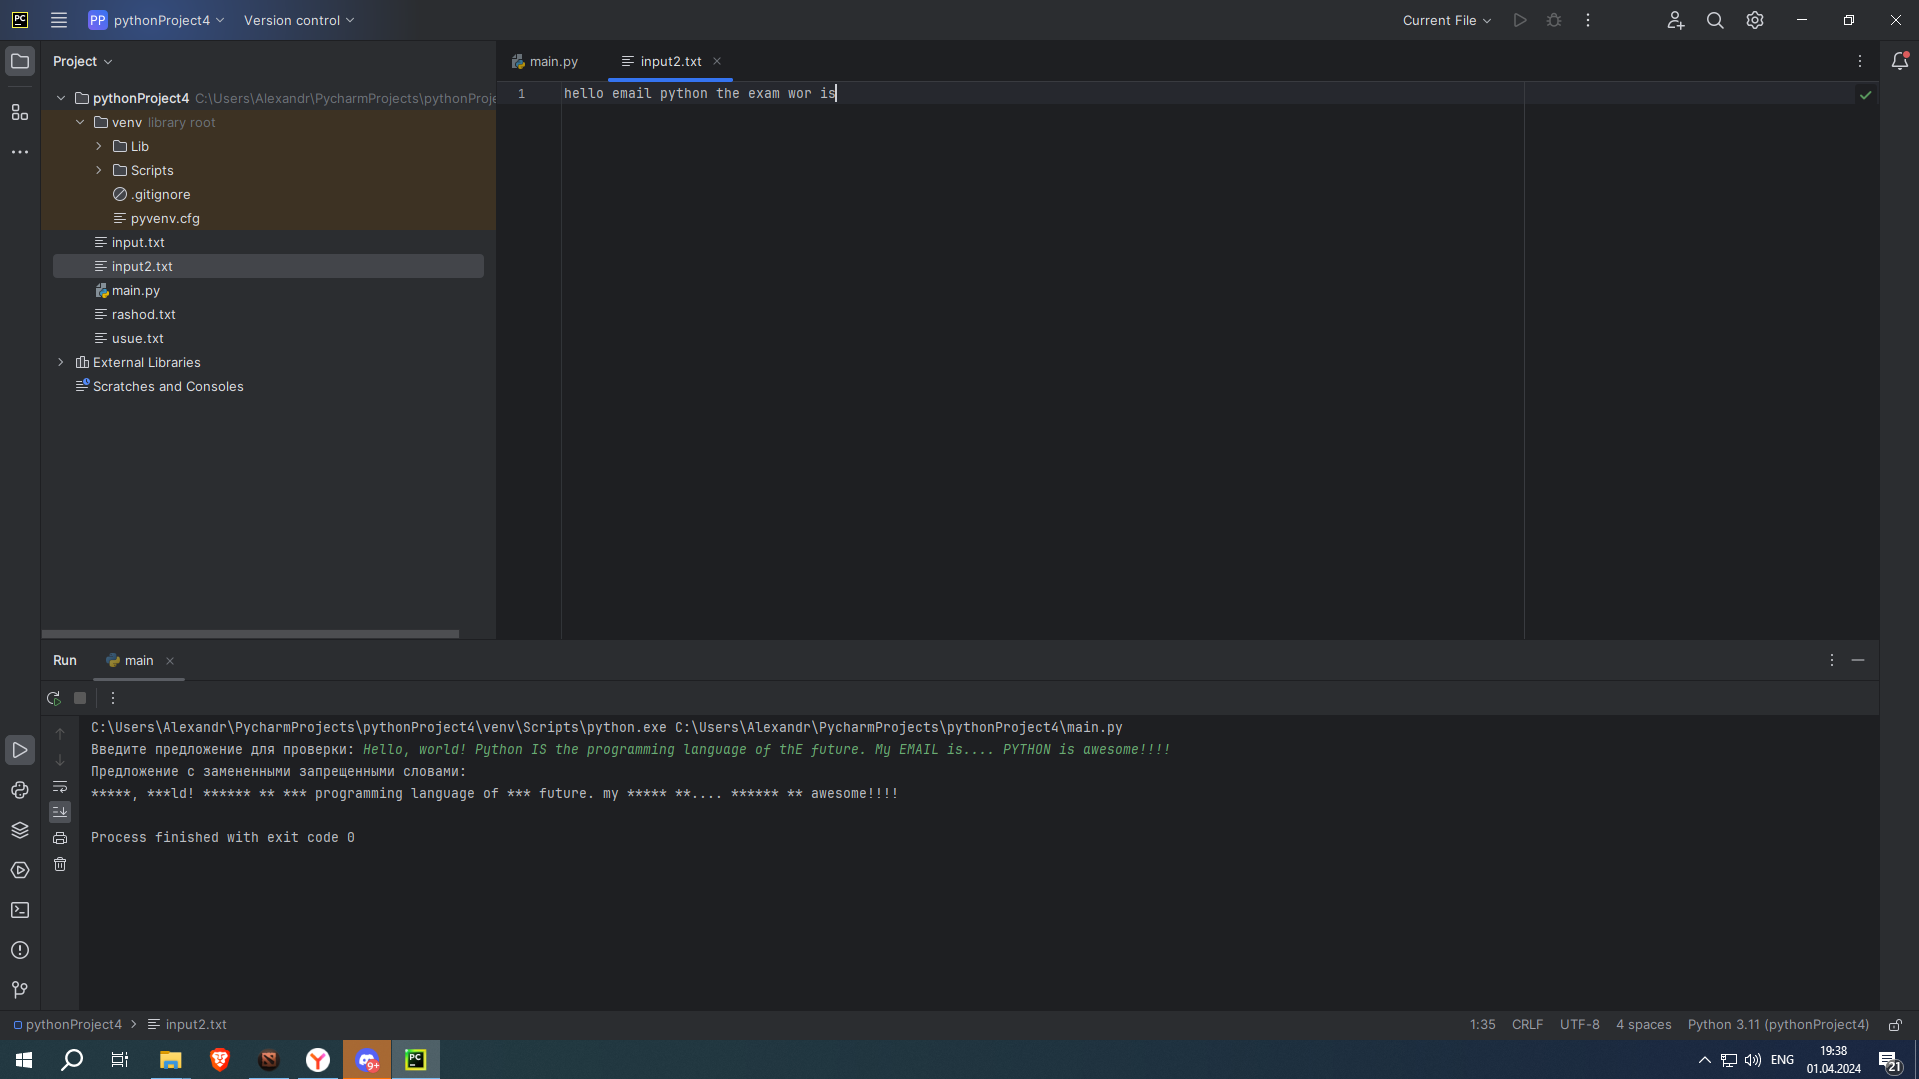 PC PP pythonProject4 Version control Current File
Project
main.py input2.txt
pythonProject4 C:\Users\Alexandr\PycharmProjects\pythonProje
1 hello email python the exam wor is
venv library root
Lib
Scripts
.gitignore
pyvenv.cfg
input.txt
input2.txt
main.py
rashod.txt
usue.txt
External Libraries
Scratches and Consoles
Run main
C:\Users\Alexandr\PycharmProjects\pythonProject4\venv\Scripts\python.exe C:\Users\Alexandr\PycharmProjects\pythonProject4\main.py
Введите предложение для проверки: Hello, world! Python IS the programming language of thE future. My EMAIL is.... PYTHON is awesome!!!!
Предложение с замененными запрещенными словами:
*****, ***ld! ****** ** *** programming language of *** future. my ***** **.... ****** ** awesome!!!!
Process finished with exit code 0
pythonProject4 > input2.txt 1:35 CRLF UTF-8 4 spaces Python 3.11 (pythonProject4)
9+ PC ENG 19:38
01.04.2024 21